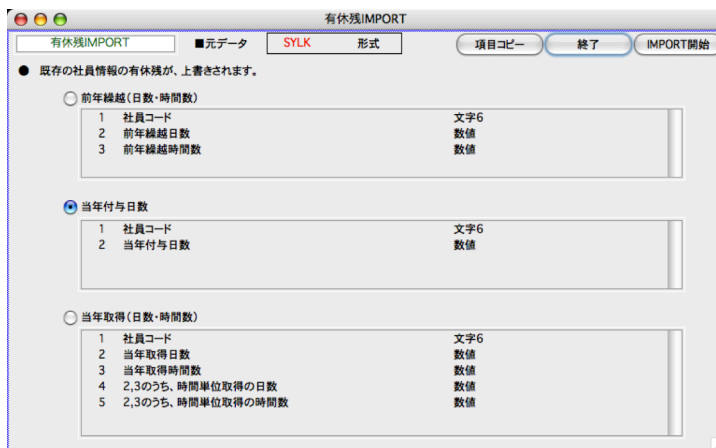 有休残IMPORT
有休残IMPORT ■元データ SYLK 形式 項目コピー 終了 IMPORT開始
● 既存の社員情報の有休残が、上書きされます。
前年繰越(日数・時間数)
1 社員コード 文字6
2 前年繰越日数 数値
3 前年繰越時間数 数値
当年付与日数
1 社員コード 文字6
2 当年付与日数 数値
当年取得(日数・時間数)
1 社員コード 文字6
2 当年取得日数 数値
3 当年取得時間数 数値
4 2,3のうち、時間単位取得の日数 数値
5 2,3のうち、時間単位取得の時間数 数値